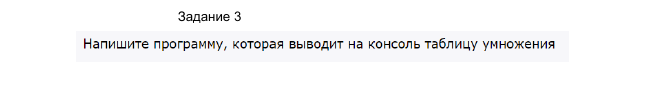 Задание 3
Напишите программу, которая выводит на консоль таблицу умножения